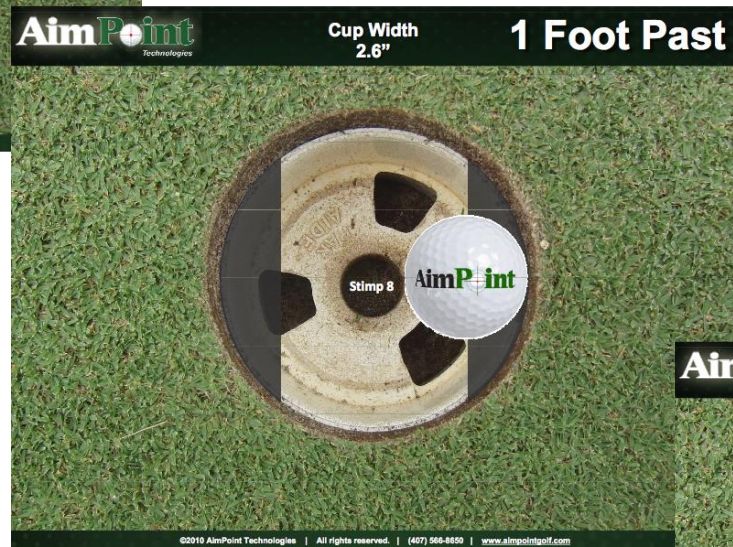 AimPoint
Technologies
Cup Width
2.6”
1 Foot Past
Stimp 8
AimPoint
©2010 AimPoint Technologies | All rights reserved. | (407) 566-8650 | www.aimpointgolf.com